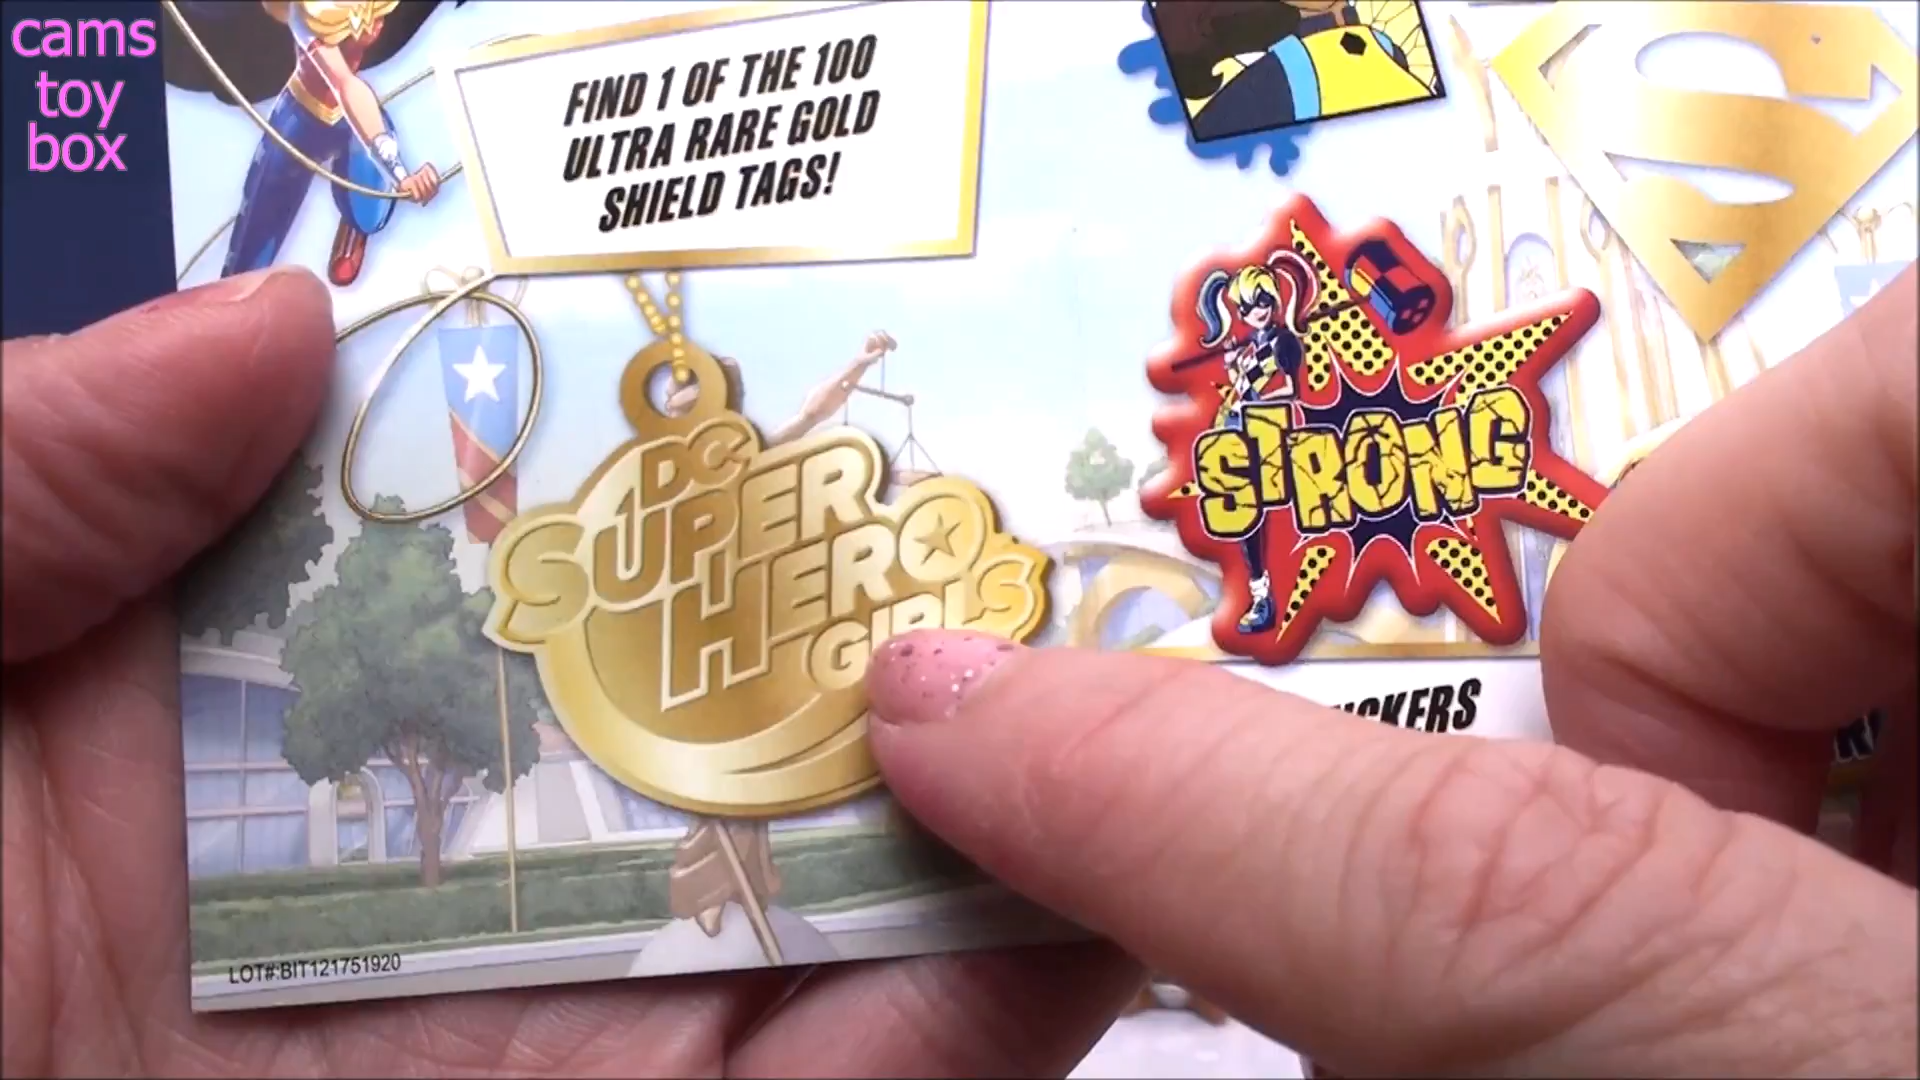 cams
toy
box
FIND 1 OF THE 100
ULTRA RARE GOLD
SHIELD TAGS!
DC
SUPER
HERO
GIRLS
STRONG
LOT#:BIT121751920